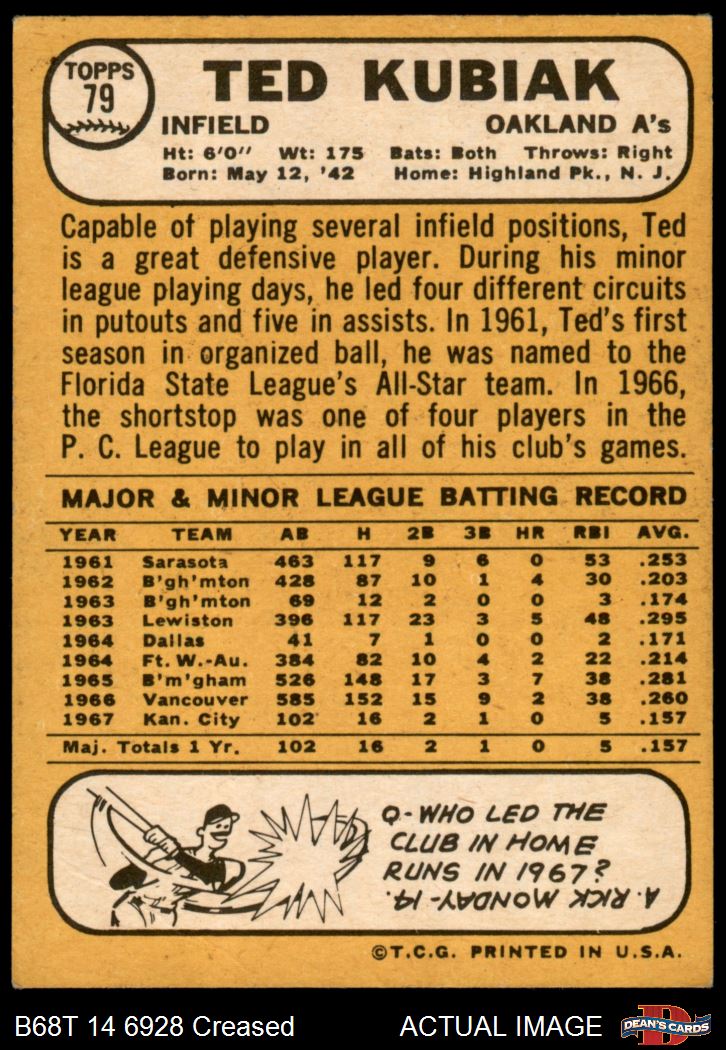 TOPPS
79
TED KUBIAK
INFIELD OAKLAND A's
Ht: 6'0" Wt: 175 Bats: Both Throws: Right
Born: May 12, '42 Home: Highland Pk., N. J.
Capable of playing several infield positions, Ted
is a great defensive player. During his minor
league playing days, he led four different circuits
in putouts and five in assists. In 1961, Ted's first
season in organized ball, he was named to the
Florida State League's All-Star team. In 1966,
the shortstop was one of four players in the
P. C. League to play in all of his club's games.
MAJOR & MINOR LEAGUE BATTING RECORD
YEAR TEAM AB H 2B 3B HR RBI AVG.
1961 Sarasota 463 117 9 6 0 53 .253
1962 B'gh'mton 428 87 10 1 4 30 .203
1963 B'gh'mton 69 12 2 0 0 3 .174
1963 Lewiston 396 117 23 3 5 48 .295
1964 Dallas 41 7 1 0 0 2 .171
1964 Ft. W.-Au. 384 82 10 4 2 22 .214
1965 B'm'gham 526 148 17 3 7 38 .281
1966 Vancouver 585 152 15 9 2 38 .260
1967 Kan. City 102 16 2 1 0 5 .157
Maj. Totals 1 Yr. 102 16 2 1 0 5 .157
Q-WHO LED THE
CLUB IN HOME
RUNS IN 1967?
A. RICK MONDAY-14.
©T.C.G. PRINTED IN U.S.A.
B68T 14 6928 Creased ACTUAL IMAGE
D
DEAN'S CARDS